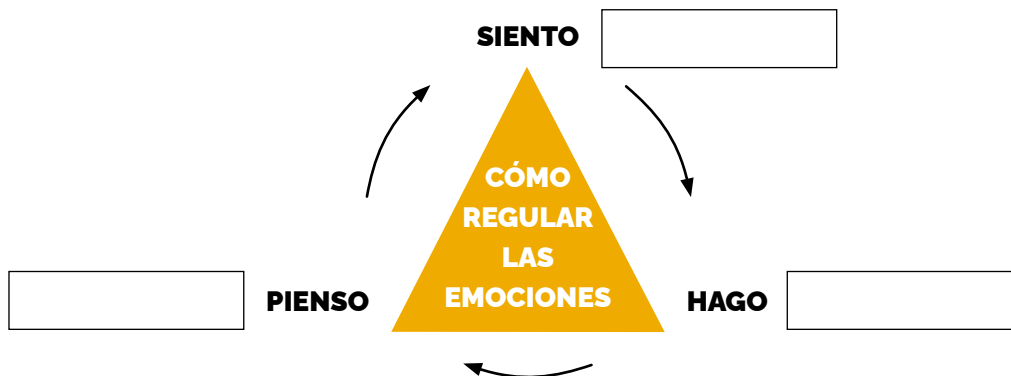 SIENTO
CÓMO
REGULAR
LAS
EMOCIONES
PIENSO
HAGO